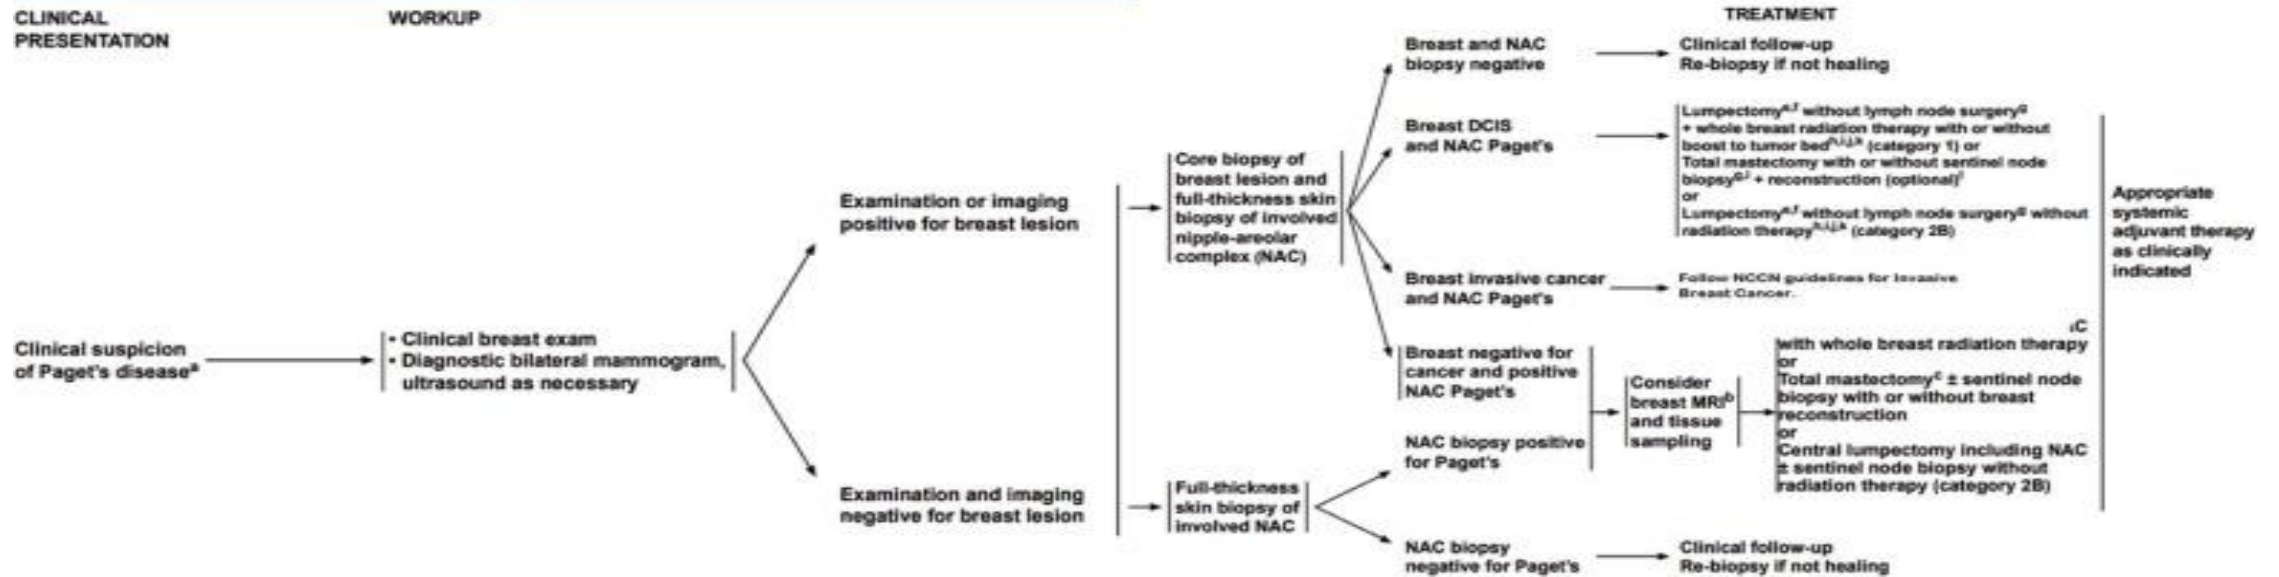 CLINICAL
PRESENTATION
WORKUP
TREATMENT
Clinical suspicion
of Paget's diseaseᵃ
• Clinical breast exam
• Diagnostic bilateral mammogram,
ultrasound as necessary
Examination or imaging
positive for breast lesion
Examination and imaging
negative for breast lesion
Core biopsy of
breast lesion and
full-thickness skin
biopsy of involved
nipple-areolar
complex (NAC)
Full-thickness
skin biopsy of
involved NAC
Breast and NAC
biopsy negative
Clinical follow-up
Re-biopsy if not healing
Breast DCIS
and NAC Paget's
Lumpectomyᵉ,ᶠ without lymph node surgeryᵍ
+ whole breast radiation therapy with or without
boost to tumor bedʰ,ⁱ,ʲ,ᵏ (category 1) or
Total mastectomy with or without sentinel node
biopsy + reconstruction (optional)
or
Lumpectomyᵉ,ᶠ without lymph node surgeryᵍ without
radiation therapyʰ,ⁱ,ʲ,ᵏ (category 2B)
Breast invasive cancer
and NAC Paget's
Follow NCCN guidelines for Invasive
Breast Cancer.
Breast negative for
cancer and positive
NAC Paget's
NAC biopsy positive
for Paget's
Consider
breast MRIᵇ
and tissue
sampling
,C
with whole breast radiation therapy
or
Total mastectomyᶜ ± sentinel node
biopsy with or without breast
reconstruction
or
Central lumpectomy including NAC
± sentinel node biopsy without
radiation therapy (category 2B)
NAC biopsy
negative for Paget's
Clinical follow-up
Re-biopsy if not healing
Appropriate
systemic
adjuvant therapy
as clinically
indicated